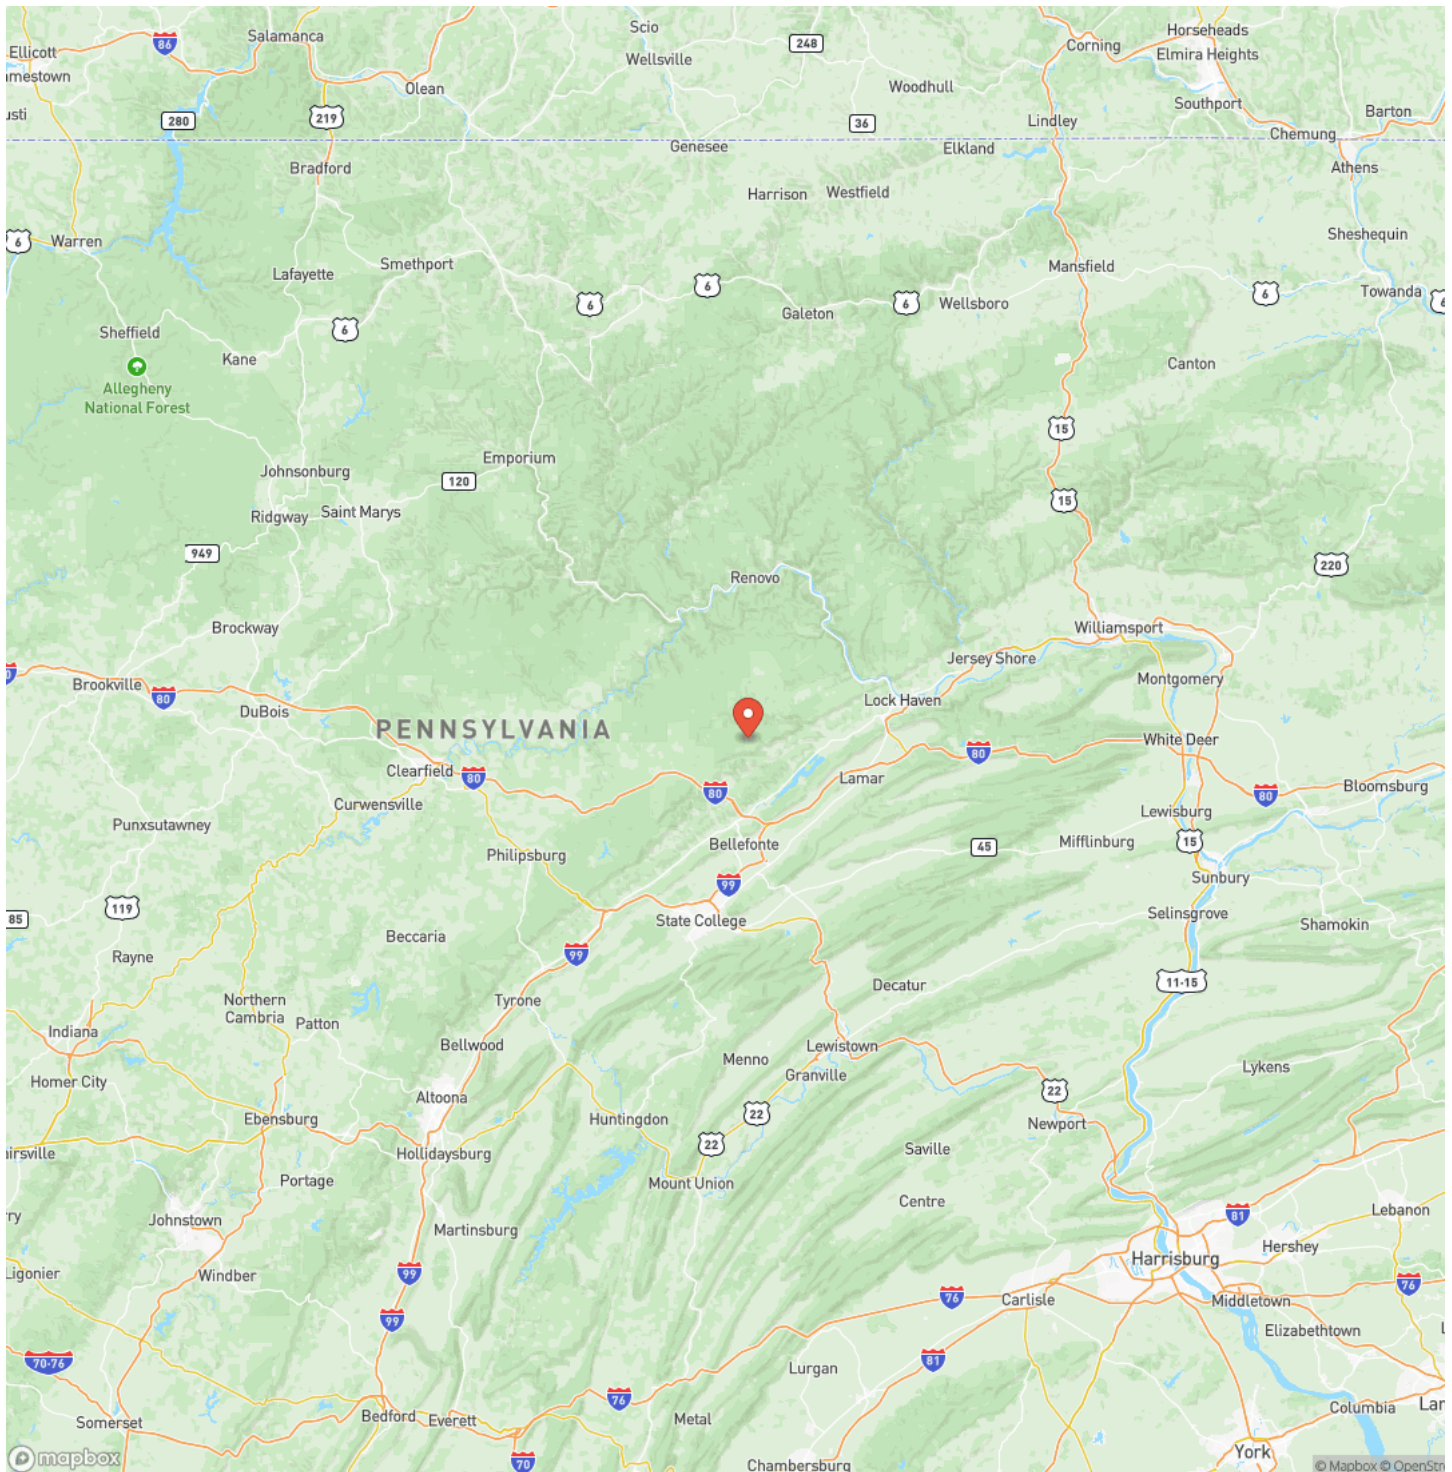 Scio
Horseheads
Salamanca
86
248
Corning
Ellicott
Elmira Heights
Wellsville
amestown
Olean
Woodhull
Southport
usti
280
219
36
Lindley
Barton
Chemung
Genesee
Elkland
Bradford
Athens
Harrison
Westfield
6
Warren
Sheshequin
Smethport
Lafayette
Mansfield
6
6
6
6
6
Towanda
6
Wellsboro
Galeton
Sheffield
6
Kane
Canton
Allegheny
National Forest
15
Emporium
Johnsonburg
120
15
Saint Marys
Ridgway
949
220
Renovo
Brockway
Williamsport
Jersey Shore
0
Brookville
80
Montgomery
Lock Haven
DuBois
PENNSYLVANIA
White Deer
80
Clearfield
80
Lamar
Bloomsburg
80
80
Curwensville
Lewisburg
Punxsutawney
Bellefonte
45
Mifflinburg
15
Philipsburg
Sunbury
99
119
Selinsgrove
85
State College
Shamokin
Beccaria
99
Rayne
11-15
Decatur
Northern
Cambria
Tyrone
Patton
Indiana
Bellwood
Lewistown
Menno
Lykens
Granville
Homer City
22
Altoona
22
Ebensburg
Huntingdon
Newport
22
Saville
airsville
Hollidaysburg
Portage
Mount Union
Centre
Lebanon
81
rry
Johnstown
Martinsburg
Hershey
Harrisburg
Ligonier
99
Windber
76
76
Carlisle
Middletown
99
Elizabethtown
L
70-76
81
Lurgan
76
Columbia
Lan
Bedford
Everett
Metal
Somerset
York
mapbox
70
Chambersburg
© Mapbox © OpenStr